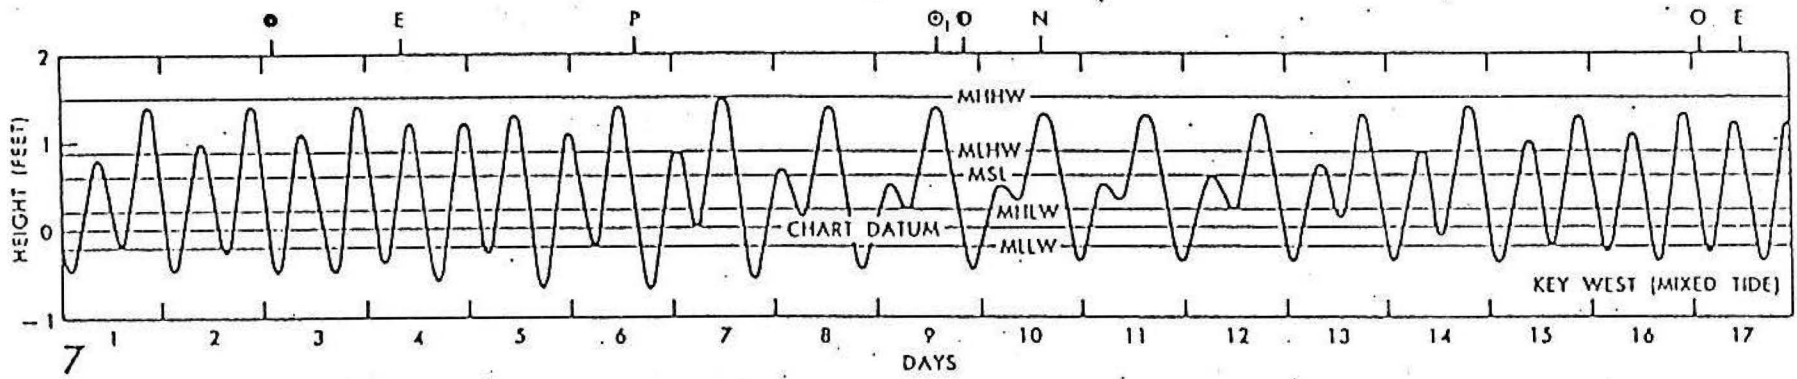 E P N O E
2
MHHW
1
MLHW
MSL
MHLW
0
CHART DATUM
MLLW
KEY WEST (MIXED TIDE)
−1
HEIGHT (FEET)
1 2 3 4 5 6 7 8 9 10 11 12 13 14 15 16 17
7
DAYS